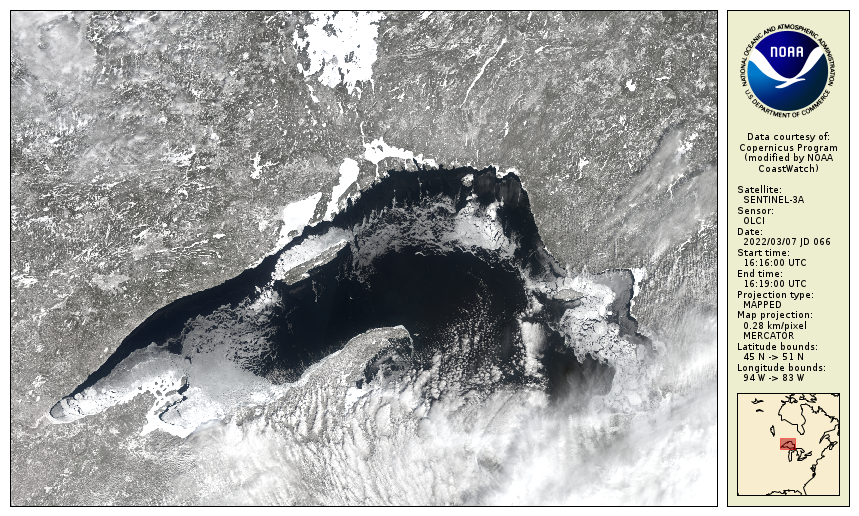 NATIONAL OCEANIC AND ATMOSPHERIC ADMINISTRATION
NOAA
U.S. DEPARTMENT OF COMMERCE
Data courtesy of:
Copernicus Program
(modified by NOAA
CoastWatch)
Satellite:
SENTINEL-3A
Sensor:
OLCI
Date:
2022/03/07 JD 066
Start time:
16:16:00 UTC
End time:
16:19:00 UTC
Projection type:
MAPPED
Map projection:
0.28 km/pixel
MERCATOR
Latitude bounds:
45 N -> 51 N
Longitude bounds:
94 W -> 83 W